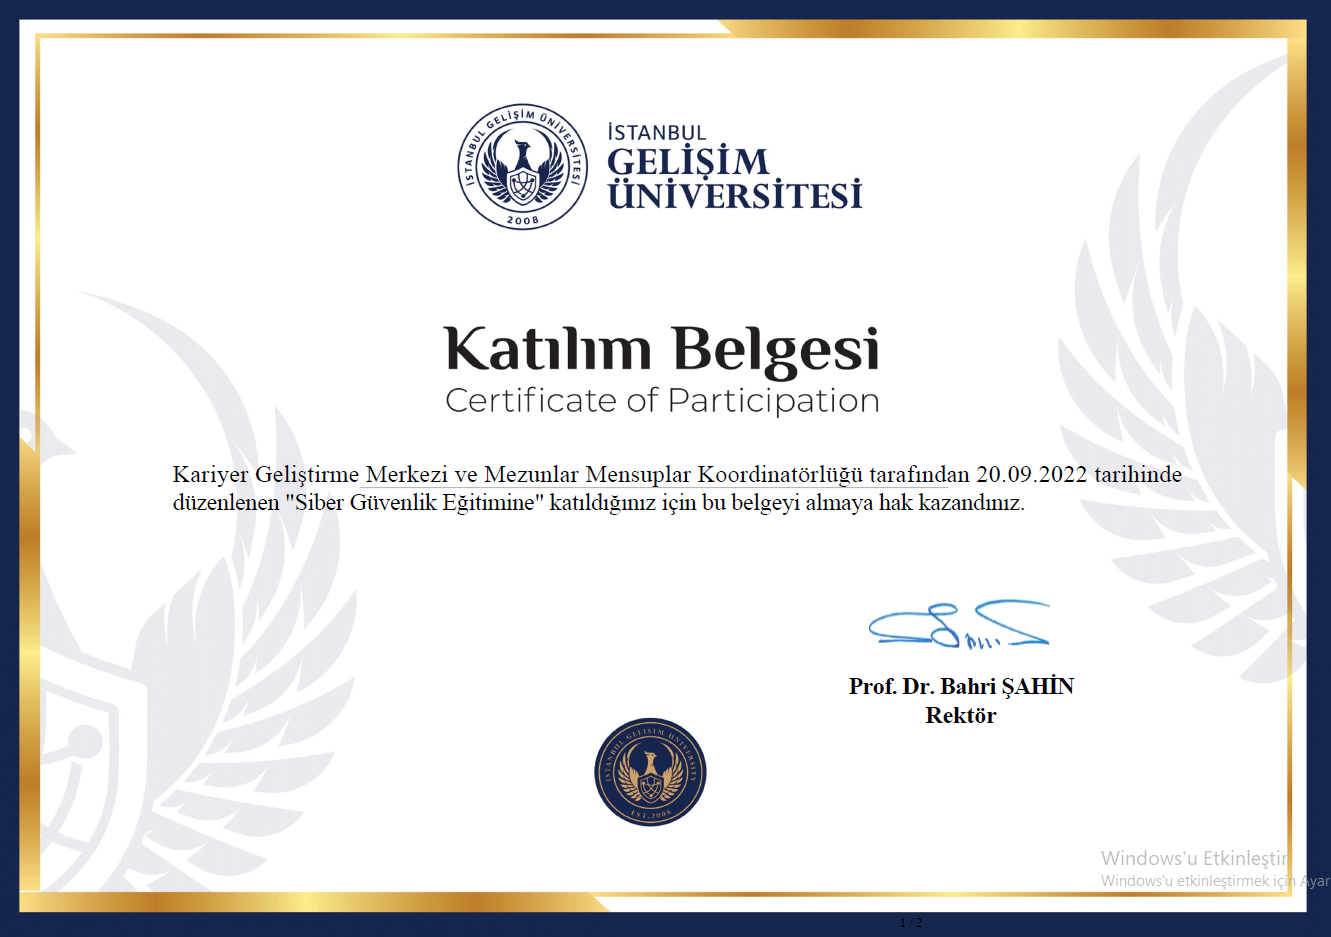 İSTANBUL GELİŞİM ÜNİVERSİTESİ
2008
İSTANBUL
GELİŞİM
ÜNİVERSİTESİ
Katılım Belgesi
Certificate of Participation
Kariyer Geliştirme Merkezi ve Mezunlar Mensuplar Koordinatörlüğü tarafından 20.09.2022 tarihinde
düzenlenen "Siber Güvenlik Eğitimine" katıldığınız için bu belgeyi almaya hak kazandınız.
Prof. Dr. Bahri ŞAHİN
Rektör
ISTANBUL GELISIM UNIVERSITY
EST.2008
Windows'u Etkinleştir
Windows'u etkinleştirmek için Ayar
1 / 2